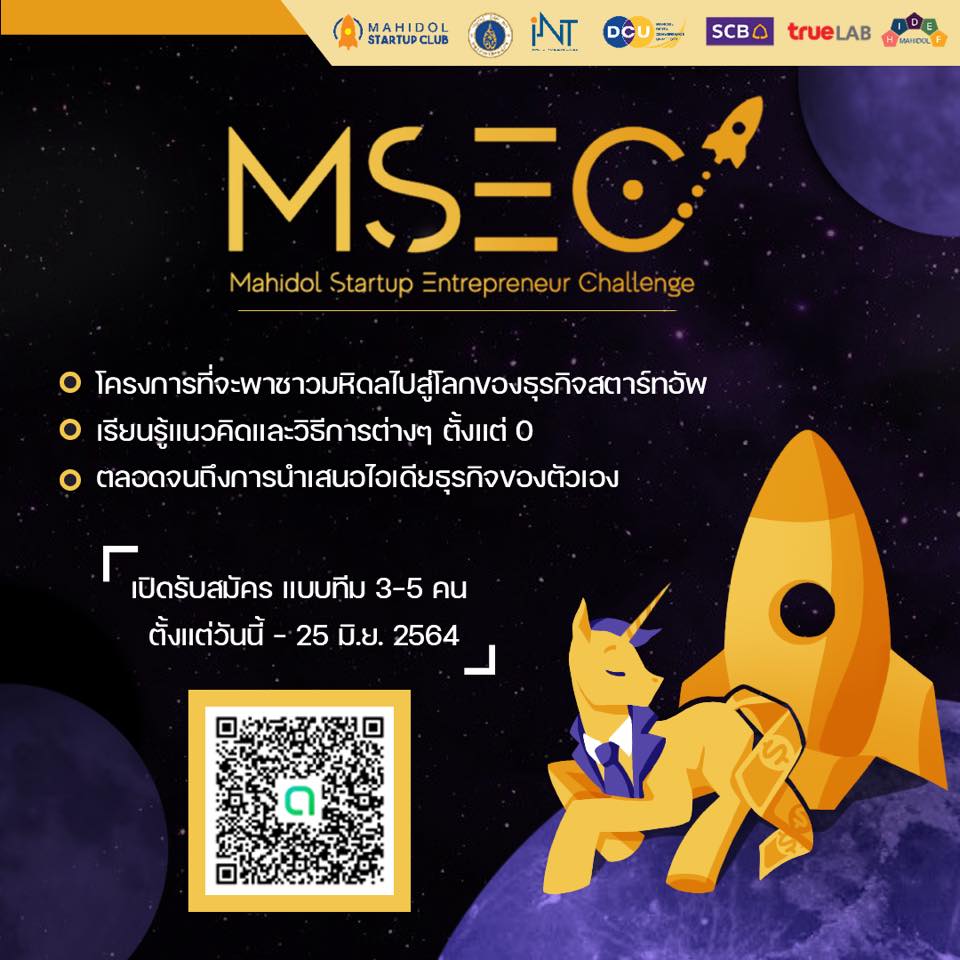 MAHIDOL
STARTUP CLUB
iNT
DCU
SCB
true LAB
HIDEF
MAHIDOL
MSEC
Mahidol Startup Entrepreneur Challenge
โครงการที่จะพาชาวมหิดลไปสู่โลกของธุรกิจสตาร์ทอัพ
เรียนรู้แนวคิดและวิธีการต่างๆ ตั้งแต่ 0
ตลอดจนถึงการนำเสนอไอเดียธุรกิจของตัวเอง
เปิดรับสมัคร แบบทีม 3-5 คน
ตั้งแต่วันนี้ - 25 มิ.ย. 2564